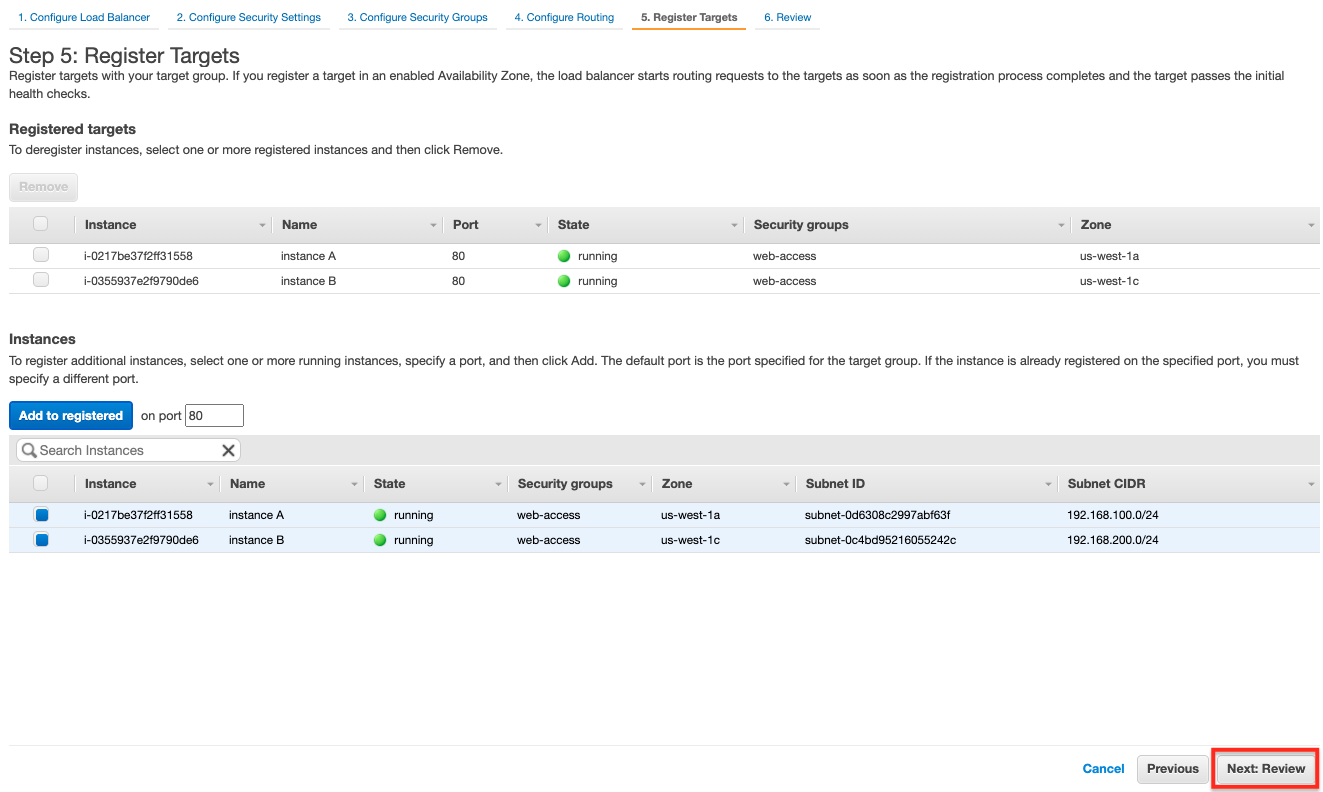 1. Configure Load Balancer 2. Configure Security Settings 3. Configure Security Groups 4. Configure Routing 5. Register Targets 6. Review
Step 5: Register Targets
Register targets with your target group. If you register a target in an enabled Availability Zone, the load balancer starts routing requests to the targets as soon as the registration process completes and the target passes the initial
health checks.
Registered targets
To deregister instances, select one or more registered instances and then click Remove.
Remove
Instance Name Port State Security groups Zone
i-0217be37f2ff31558 instance A 80 running web-access us-west-1a
i-0355937e2f9790de6 instance B 80 running web-access us-west-1c
Instances
To register additional instances, select one or more running instances, specify a port, and then click Add. The default port is the port specified for the target group. If the instance is already registered on the specified port, you must
specify a different port.
Add to registered on port 80
Search Instances
Instance Name State Security groups Zone Subnet ID Subnet CIDR
i-0217be37f2ff31558 instance A running web-access us-west-1a subnet-0d6308c2997abf63f 192.168.100.0/24
i-0355937e2f9790de6 instance B running web-access us-west-1c subnet-0c4bd95216055242c 192.168.200.0/24
Cancel Previous Next: Review